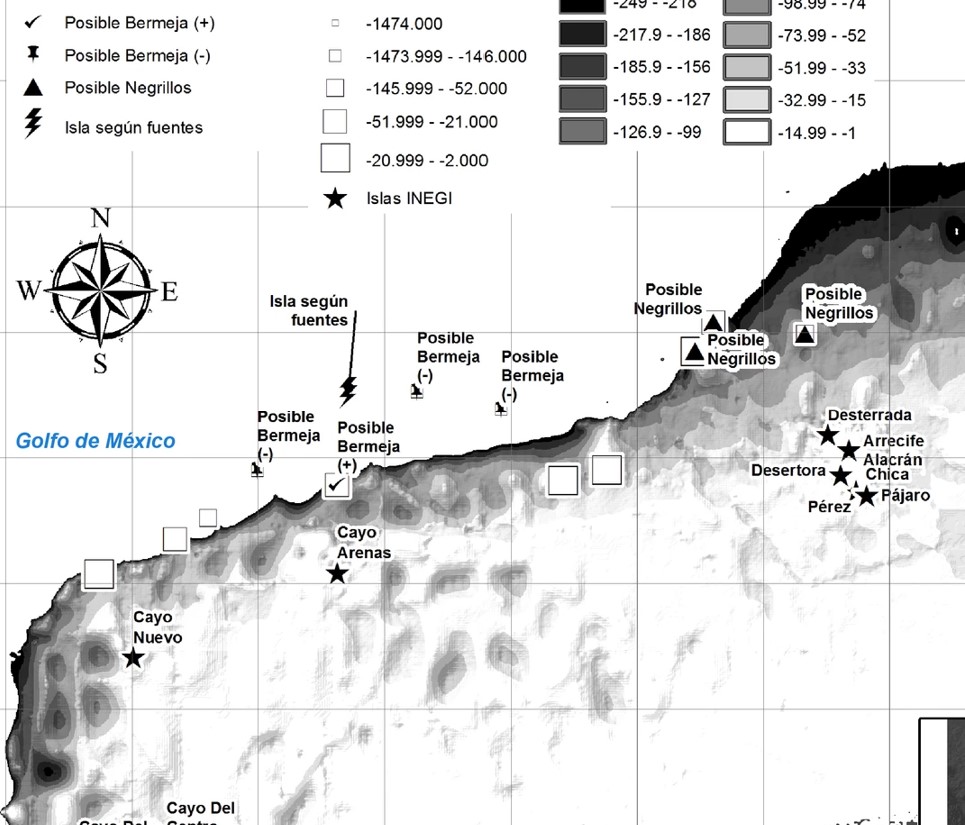 Posible Bermeja (+)
Posible Bermeja (-)
Posible Negrillos
Isla según fuentes
-1474.000
-1473.999 - -146.000
-145.999 - -52.000
-51.999 - -21.000
-20.999 - -2.000
Islas INEGI
-249 - -218
-217.9 - -186
-185.9 - -156
-155.9 - -127
-126.9 - -99
-98.99 - -74
-73.99 - -52
-51.99 - -33
-32.99 - -15
-14.99 - -1
N
W
E
S
Isla según
fuentes
Posible
Negrillos
Posible
Negrillos
Posible
Negrillos
Posible
Bermeja
(-)
Posible
Bermeja
(-)
Posible
Bermeja
(-)
Posible
Bermeja
(+)
Golfo de México
Desterrada
Arrecife
Alacrán
Desertora
Chica
Pájaro
Pérez
Cayo
Arenas
Cayo
Nuevo
Cayo Del
Centro
Cayo Del